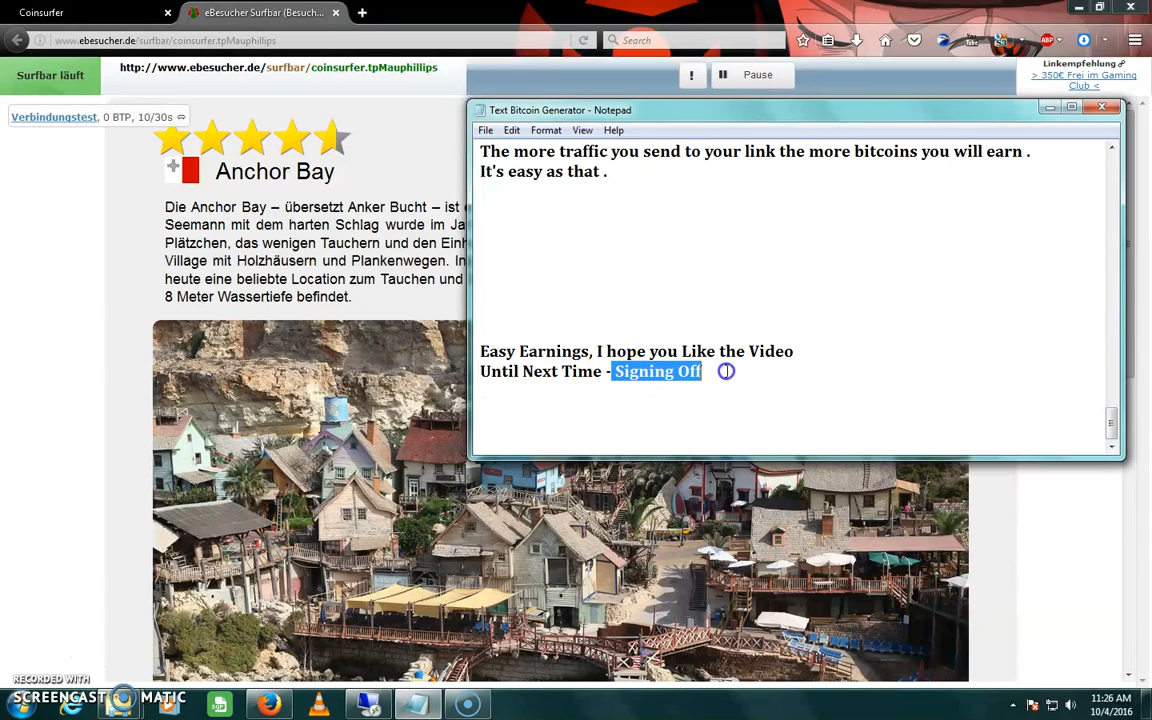 Coinsurfer
eBesucher Surfbar (Besuch...
www.ebesucher.de/surfbar/coinsurfer.tpMauphillips
Search
Surfbar läuft
http://www.ebesucher.de/surfbar/coinsurfer.tpMauphillips
!
Pause
Linkempfehlung
> 350€ Frei im Gaming
Club <
Verbindungstest, 0 BTP, 10/30s
Anchor Bay
Die Anchor Bay – übersetzt Anker Bucht – ist
Seemann mit dem harten Schlag wurde im
Plätzchen, das wenigen Tauchern und den
Village mit Holzhäusern und Plankenwegen.
heute eine beliebte Location zum Tauchen und
8 Meter Wassertiefe befindet.
Text Bitcoin Generator - Notepad
File Edit Format View Help
The more traffic you send to your link the more bitcoins you will earn .
It's easy as that .
Easy Earnings, I hope you Like the Video
Until Next Time - Signing Off
RECORDED WITH
SCREENCAST MATIC
11:26 AM
10/4/2016